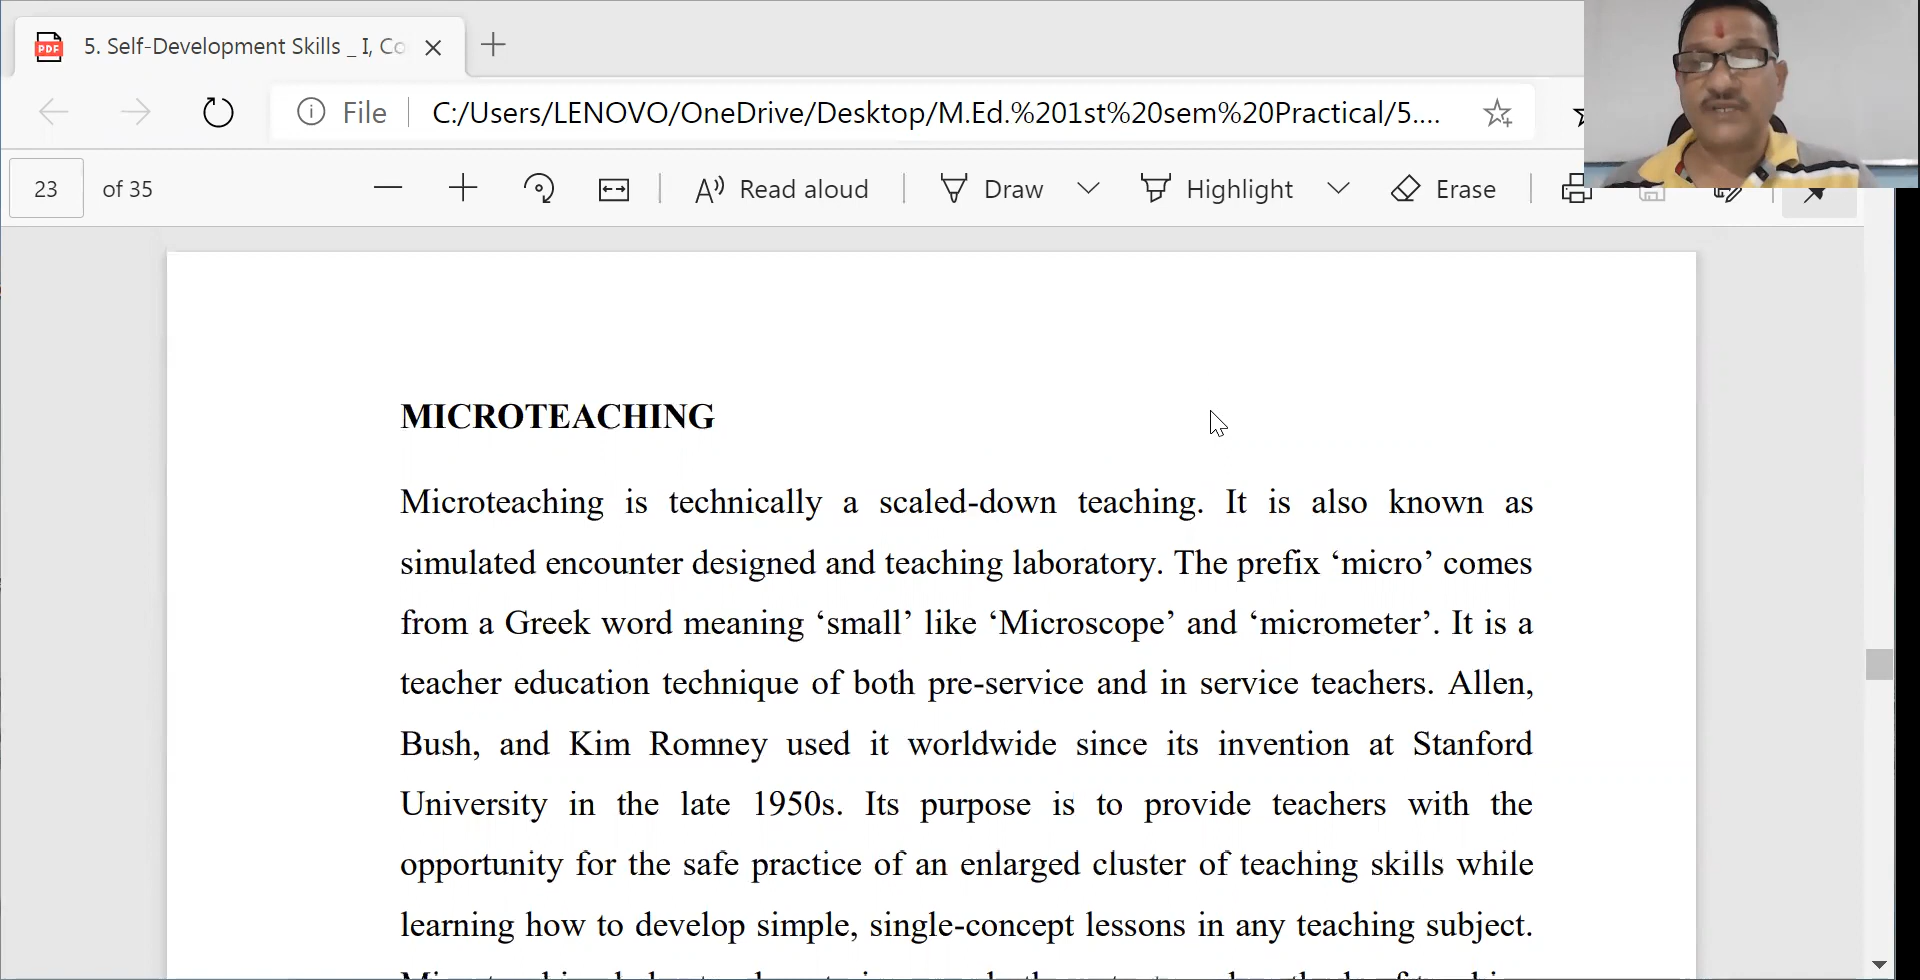 5. Self-Development Skills _ I, Co
File
C:/Users/LENOVO/OneDrive/Desktop/M.Ed.%201st%20sem%20Practical/5....
23 of 35
Read aloud
Draw
Highlight
Erase
MICROTEACHING
Microteaching is technically a scaled-down teaching. It is also known as
simulated encounter designed and teaching laboratory. The prefix ‘micro’ comes
from a Greek word meaning ‘small’ like ‘Microscope’ and ‘micrometer’. It is a
teacher education technique of both pre-service and in service teachers. Allen,
Bush, and Kim Romney used it worldwide since its invention at Stanford
University in the late 1950s. Its purpose is to provide teachers with the
opportunity for the safe practice of an enlarged cluster of teaching skills while
learning how to develop simple, single-concept lessons in any teaching subject.